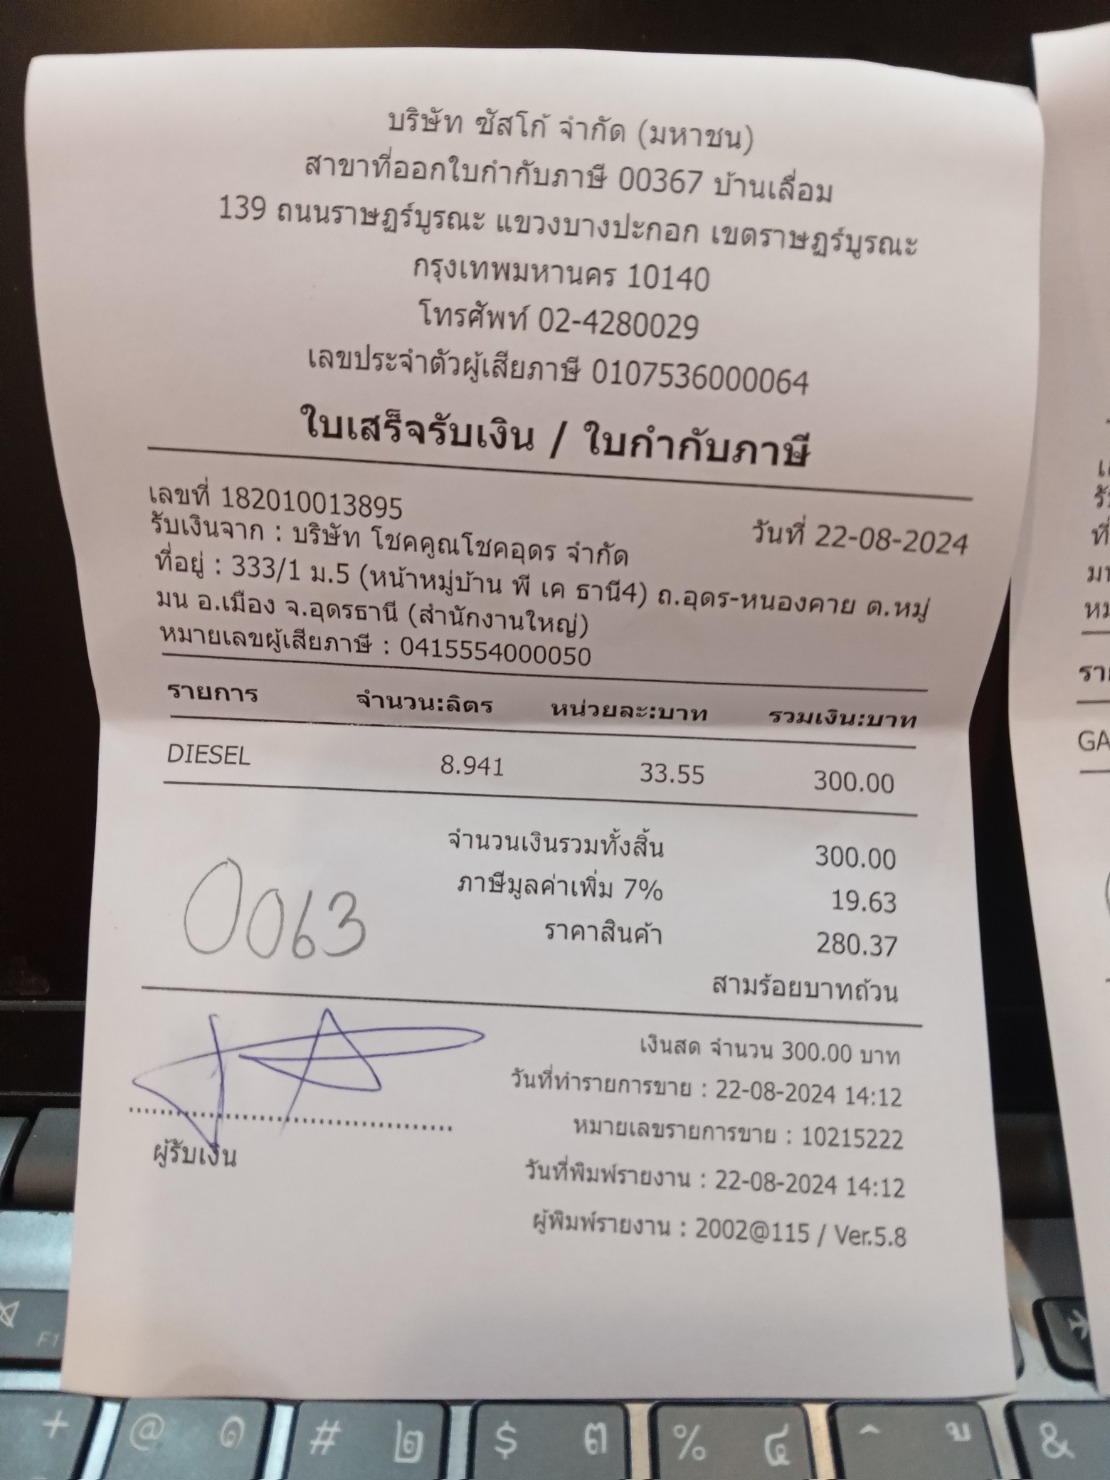 บริษัท ซัสโก้ จำกัด (มหาชน)
สาขาที่ออกใบกำกับภาษี 00367 บ้านเลื่อม
139 ถนนราษฏร์บูรณะ แขวงบางปะกอก เขตราษฏร์บูรณะ
กรุงเทพมหานคร 10140
โทรศัพท์ 02-4280029
เลขประจำตัวผู้เสียภาษี 0107536000064
ใบเสร็จรับเงิน / ใบกำกับภาษี
เลขที่ 182010013895 วันที่ 22-08-2024
รับเงินจาก : บริษัท โชคคูณโชคอุดร จำกัด
ที่อยู่ : 333/1 ม.5 (หน้าหมู่บ้าน พี เค ธานี4) ถ.อุดร-หนองคาย ต.หมู่
มน อ.เมือง จ.อุดรธานี (สำนักงานใหญ่)
หมายเลขผู้เสียภาษี : 0415554000050
รายการ จำนวน:ลิตร หน่วยละ:บาท รวมเงิน:บาท
DIESEL 8.941 33.55 300.00
จำนวนเงินรวมทั้งสิ้น 300.00
ภาษีมูลค่าเพิ่ม 7% 19.63
ราคาสินค้า 280.37
0063
สามร้อยบาทถ้วน
เงินสด จำนวน 300.00 บาท
วันที่ทำรายการขาย : 22-08-2024 14:12
หมายเลขรายการขาย : 10215222
ผู้รับเงิน
วันที่พิมพ์รายงาน : 22-08-2024 14:12
ผู้พิมพ์รายงาน : 2002@115 / Ver.5.8
GA
F1
+
@ ๑
# ๒
$ ๓
% ๔
^ บ
&